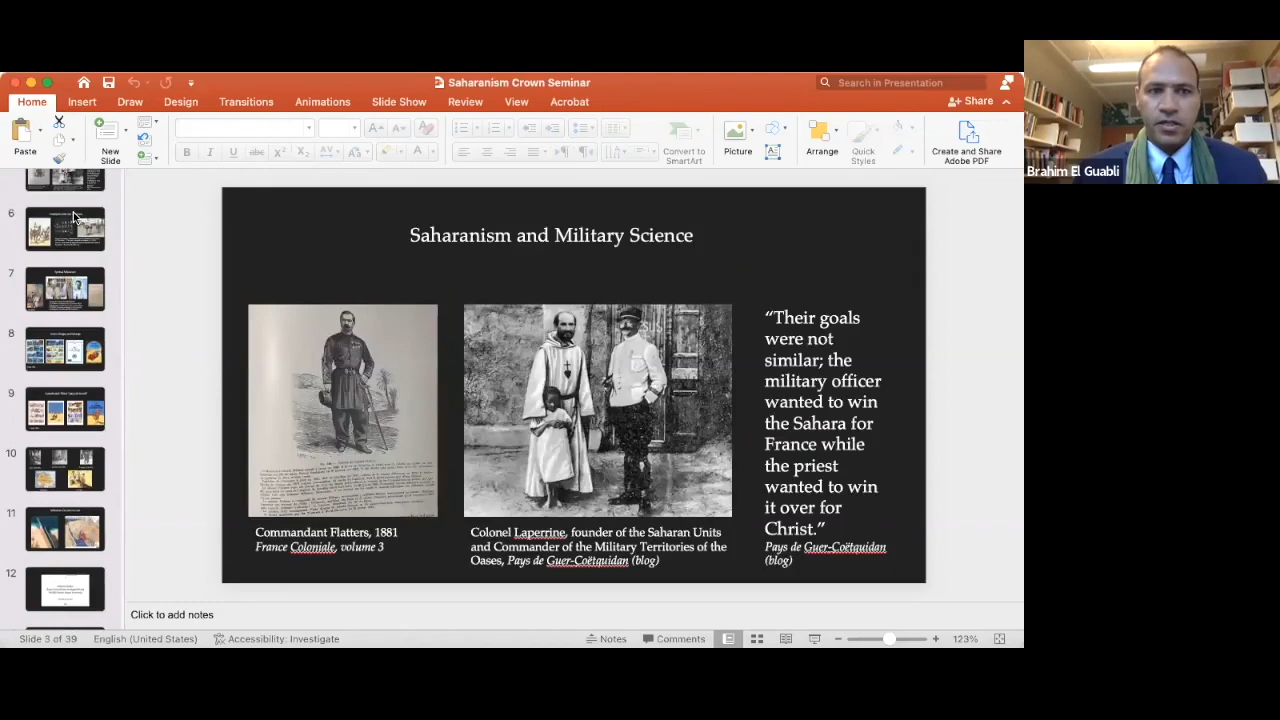 Saharanism Crown Seminar
Search in Presentation
Home Insert Draw Design Transitions Animations Slide Show Review View Acrobat
Share
Paste
New
Slide
Convert to
SmartArt
Picture
Arrange
Quick
Styles
Create and Share
Adobe PDF
Brahim El Guabli
6
7
8
9
10
11
12
Saharanism and Military Science
“Their goals
were not
similar; the
military officer
wanted to win
the Sahara for
France while
the priest
wanted to win
it over for
Christ.”
Pays de Guer-Coëtquidan
(blog)
Commandant Flatters, 1881
France Coloniale, volume 3
Colonel Laperrine, founder of the Saharan Units
and Commander of the Military Territories of the
Oases, Pays de Guer-Coëtquidan (blog)
Click to add notes
Slide 3 of 39 English (United States) Accessibility: Investigate Notes Comments 123%